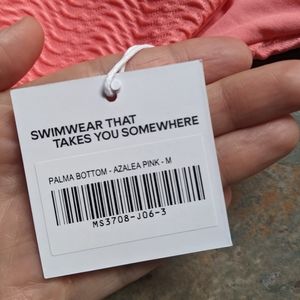 SWIMWEAR THAT
TAKES YOU SOMEWHERE
PALMA BOTTOM - AZALEA PINK - M
MS3708-J06-3